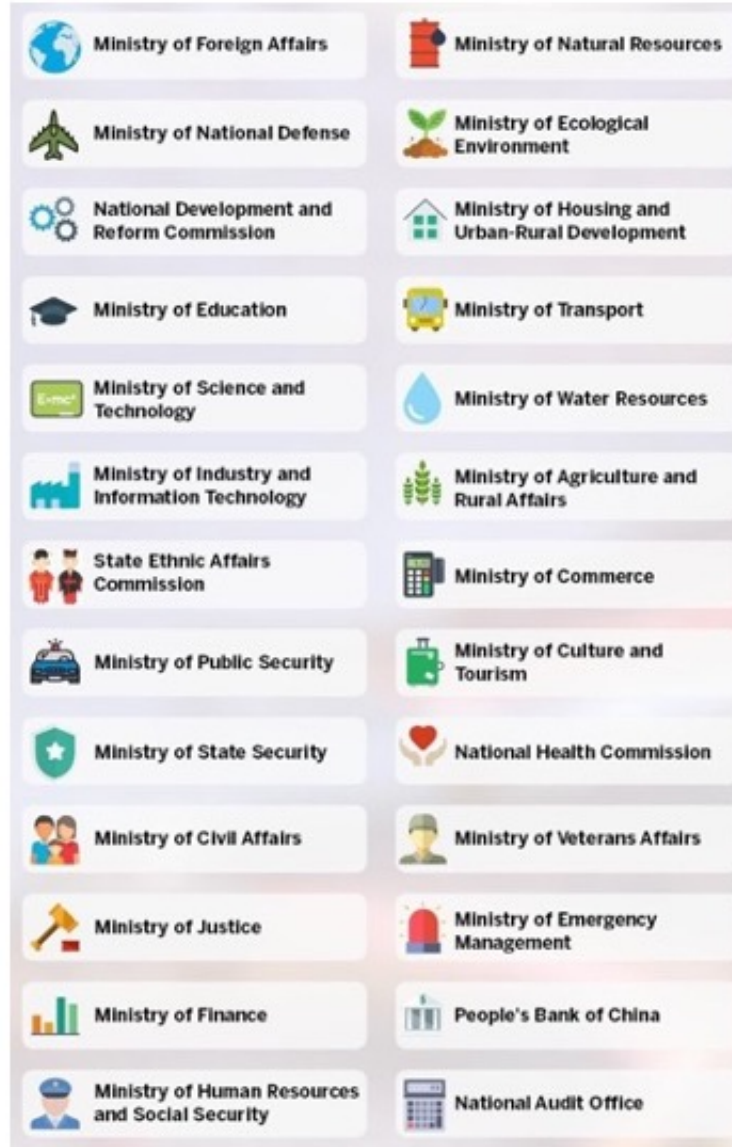 Ministry of Foreign Affairs
Ministry of National Defense
National Development and
Reform Commission
Ministry of Education
E=mc²
Ministry of Science and
Technology
Ministry of Industry and
Information Technology
State Ethnic Affairs
Commission
Ministry of Public Security
Ministry of State Security
Ministry of Civil Affairs
Ministry of Justice
Ministry of Finance
Ministry of Human Resources
and Social Security
Ministry of Natural Resources
Ministry of Ecological
Environment
Ministry of Housing and
Urban-Rural Development
Ministry of Transport
Ministry of Water Resources
Ministry of Agriculture and
Rural Affairs
Ministry of Commerce
Ministry of Culture and
Tourism
National Health Commission
Ministry of Veterans Affairs
Ministry of Emergency
Management
People's Bank of China
National Audit Office